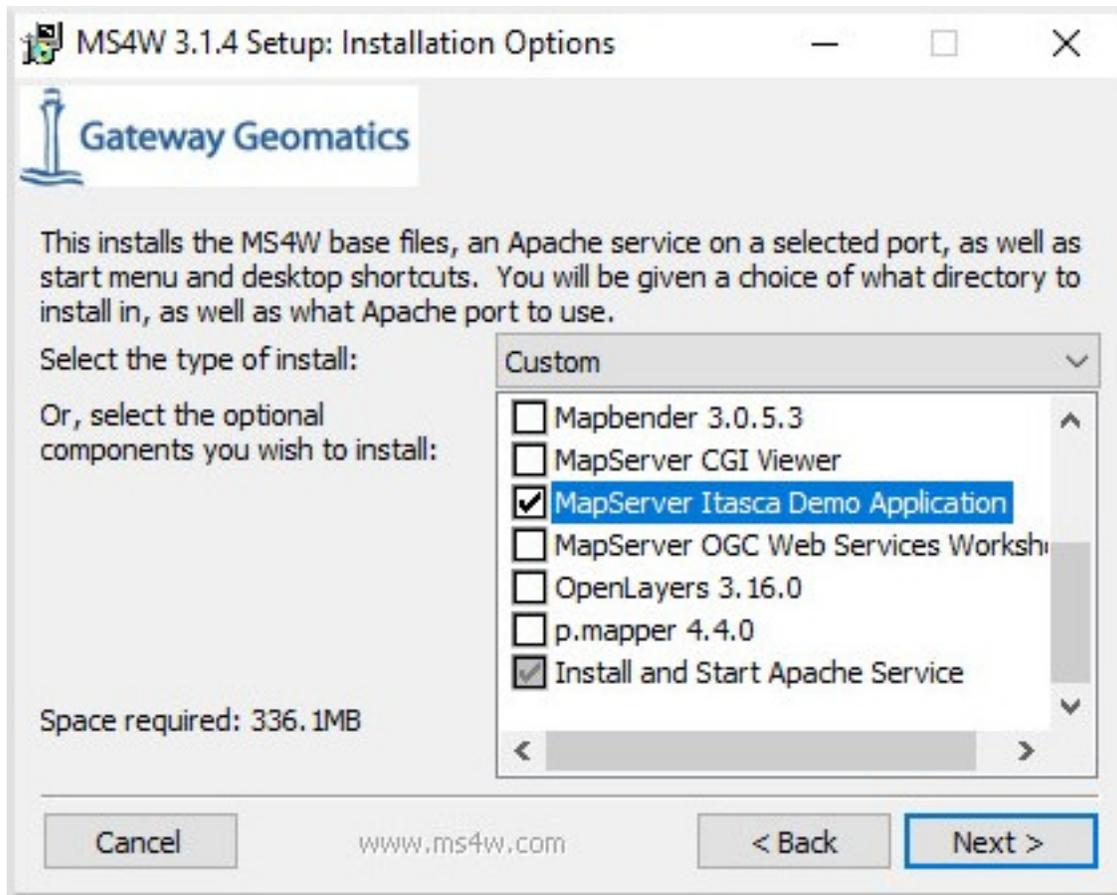 MS4W 3.1.4 Setup: Installation Options
Gateway Geomatics
This installs the MS4W base files, an Apache service on a selected port, as well as
start menu and desktop shortcuts.  You will be given a choice of what directory to
install in, as well as what Apache port to use.
Select the type of install:
Custom
Or, select the optional
components you wish to install:
Mapbender 3.0.5.3
MapServer CGI Viewer
MapServer Itasca Demo Application
MapServer OGC Web Services Worksh
OpenLayers 3.16.0
p.mapper 4.4.0
Install and Start Apache Service
Space required: 336.1MB
Cancel
www.ms4w.com
< Back
Next >